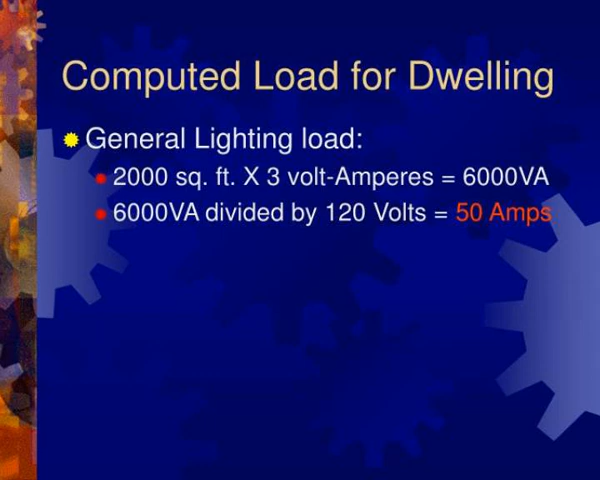 Computed Load for Dwelling
General Lighting load:
2000 sq. ft. X 3 volt-Amperes = 6000VA
6000VA divided by 120 Volts = 50 Amps